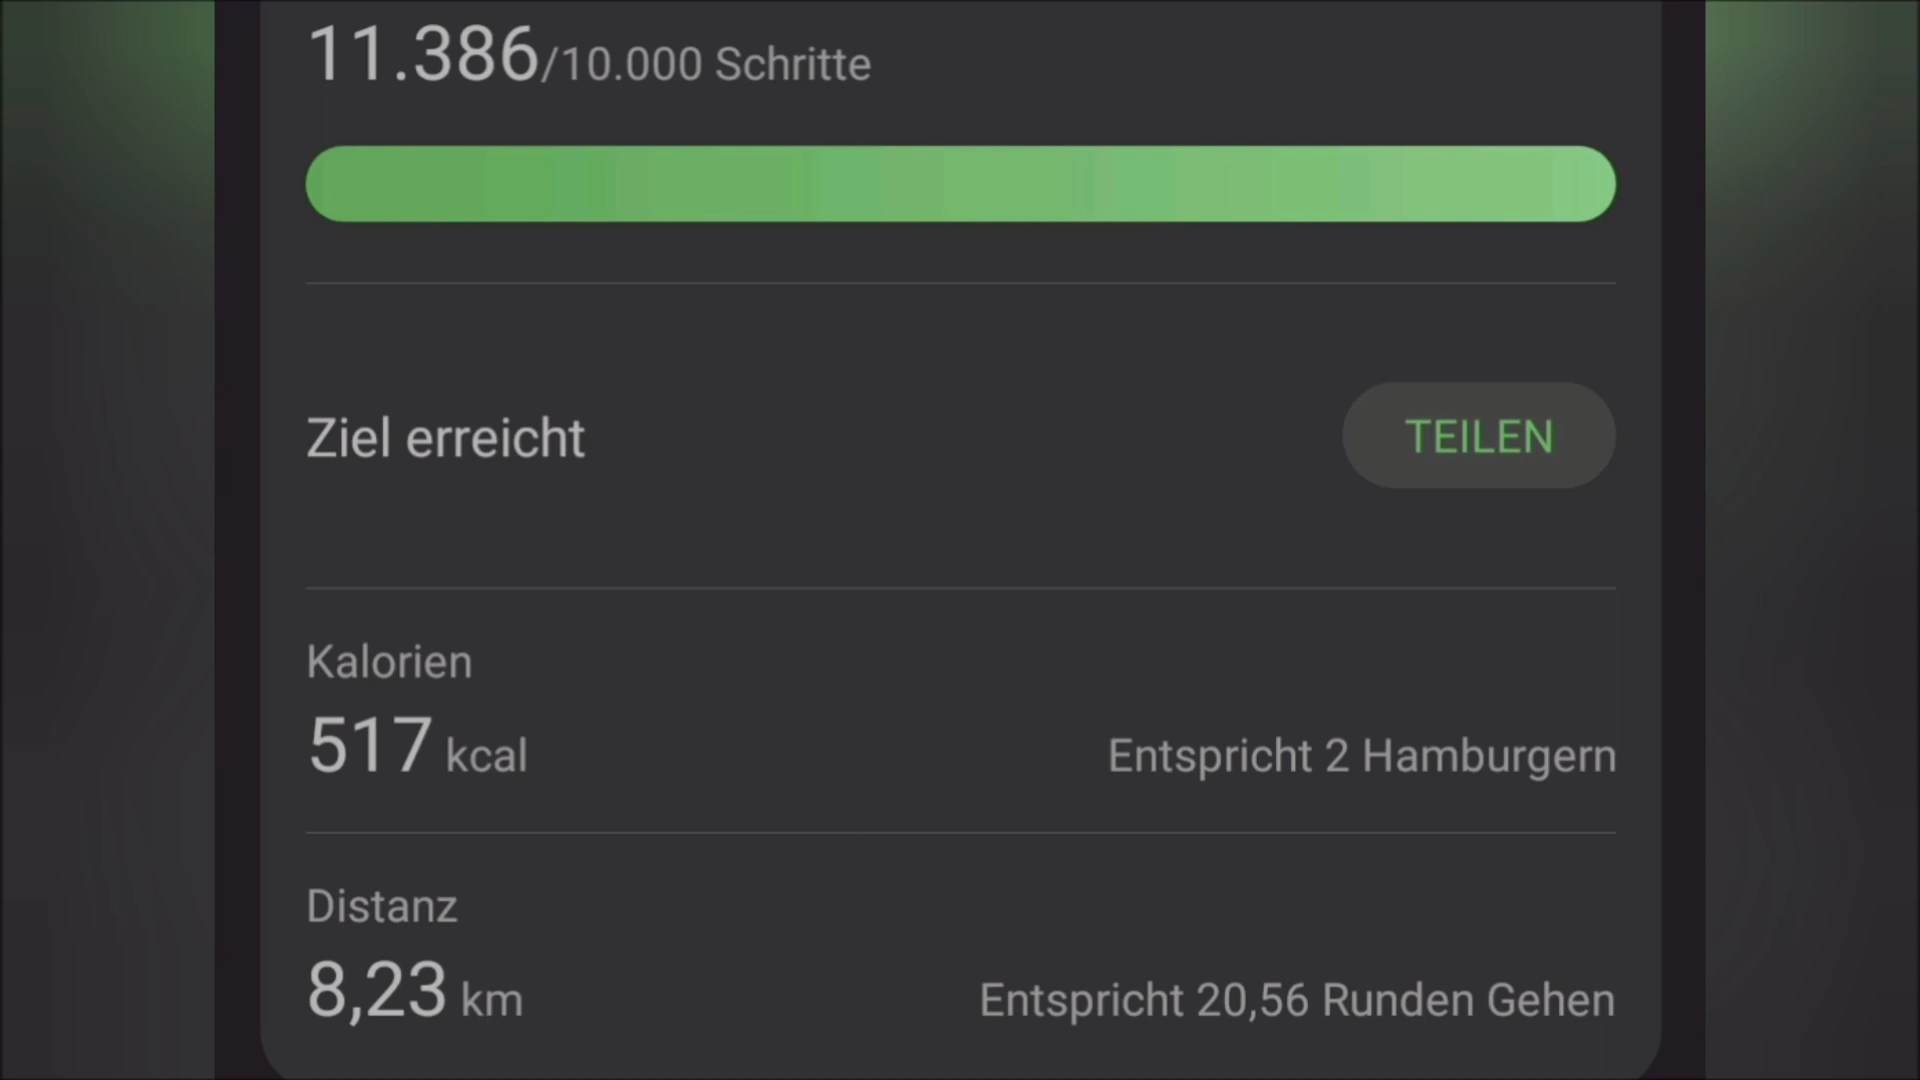 11.386/10.000 Schritte
Ziel erreicht
TEILEN
Kalorien
517 kcal
Entspricht 2 Hamburgern
Distanz
8,23 km
Entspricht 20,56 Runden Gehen